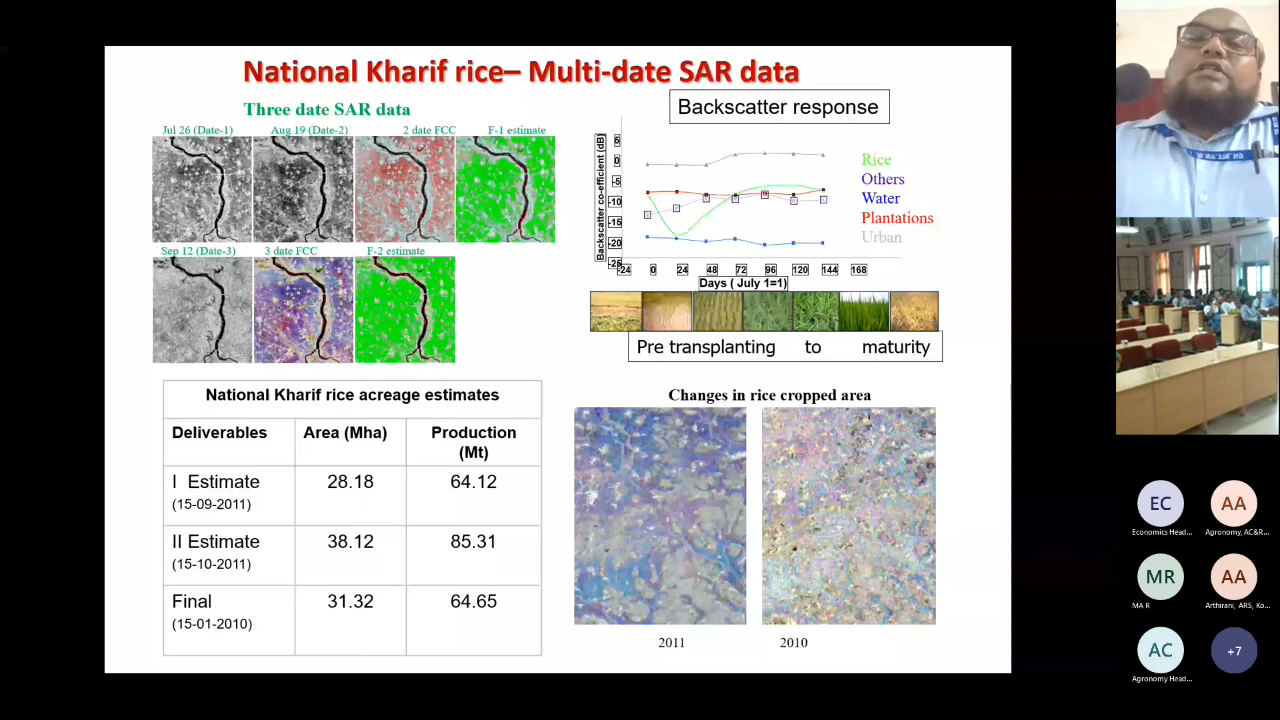 National Kharif rice– Multi-date SAR data
Three date SAR data
Jul 26 (Date-1) Aug 19 (Date-2) 2 date FCC F-1 estimate
Sep 12 (Date-3) 3 date FCC F-2 estimate
Backscatter response
Backscatter co-efficient (dB)
0
-5
-10
-15
-20
-25
Rice
Others
Water
Plantations
Urban
-24 0 24 48 72 96 120 144 168
Days ( July 1=1)
Pre transplanting to maturity
National Kharif rice acreage estimates
Deliverables Area (Mha) Production
(Mt)
I Estimate 28.18 64.12
(15-09-2011)
II Estimate 38.12 85.31
(15-10-2011)
Final 31.32 64.65
(15-01-2010)
Changes in rice cropped area
2011 2010
EC AA
Economics Head... Agronomy, AC&R...
MR AA
MA R Arthirani, ARS, Ko...
AC +7
Agronomy Head...